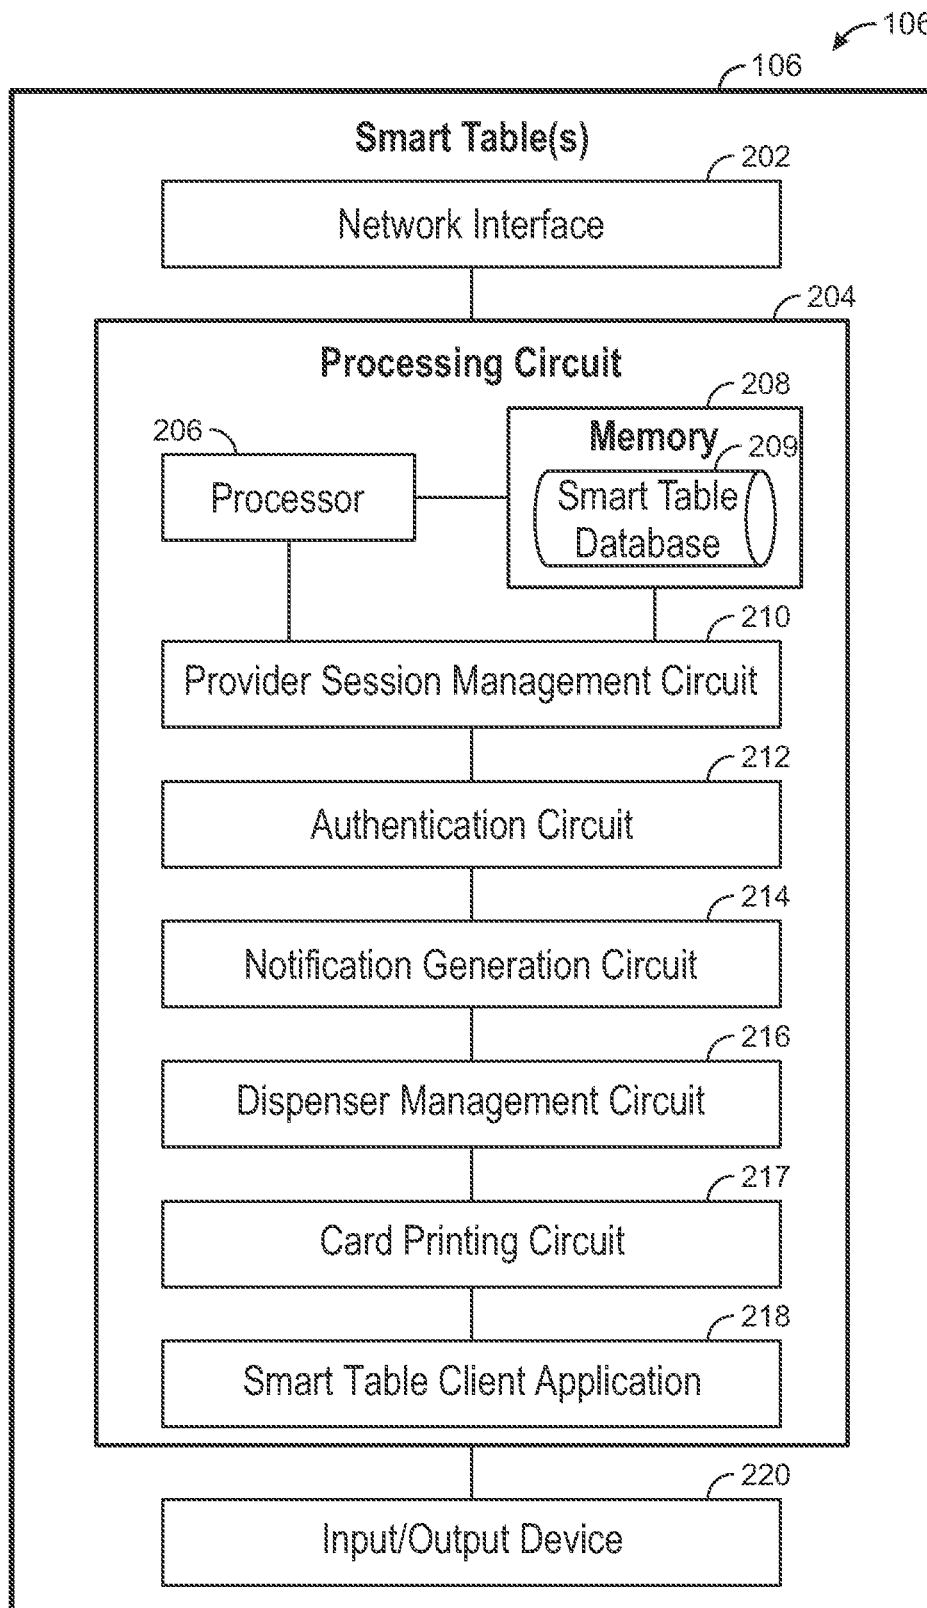 106
106
Smart Table(s)
202
Network Interface
204
Processing Circuit
208
206
Memory
209
Processor
Smart Table
Database
210
Provider Session Management Circuit
212
Authentication Circuit
214
Notification Generation Circuit
216
Dispenser Management Circuit
217
Card Printing Circuit
218
Smart Table Client Application
220
Input/Output Device